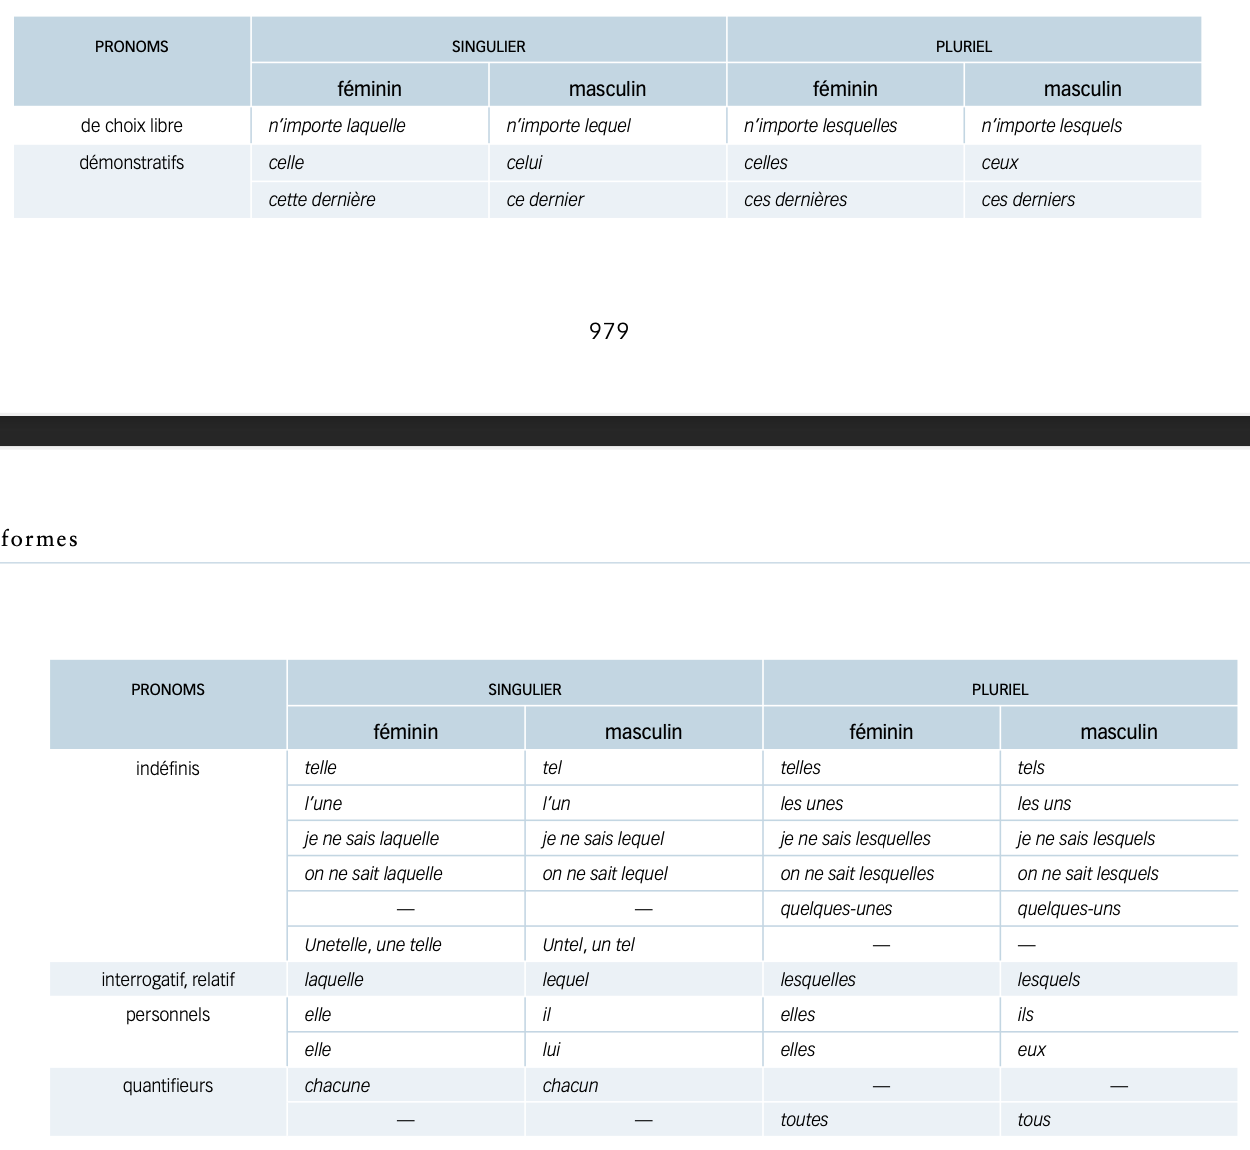 PRONOMS SINGULIER PLURIEL
féminin masculin féminin masculin
de choix libre n’importe laquelle n’importe lequel n’importe lesquelles n’importe lesquels
démonstratifs celle celui celles ceux
cette dernière ce dernier ces dernières ces derniers
979
formes
PRONOMS SINGULIER PLURIEL
féminin masculin féminin masculin
indéfinis telle tel telles tels
l’une l’un les unes les uns
je ne sais laquelle je ne sais lequel je ne sais lesquelles je ne sais lesquels
on ne sait laquelle on ne sait lequel on ne sait lesquelles on ne sait lesquels
— — quelques-unes quelques-uns
Unetelle, une telle Untel, un tel — —
interrogatif, relatif laquelle lequel lesquelles lesquels
personnels elle il elles ils
elle lui elles eux
quantifieurs chacune chacun — —
— — toutes tous